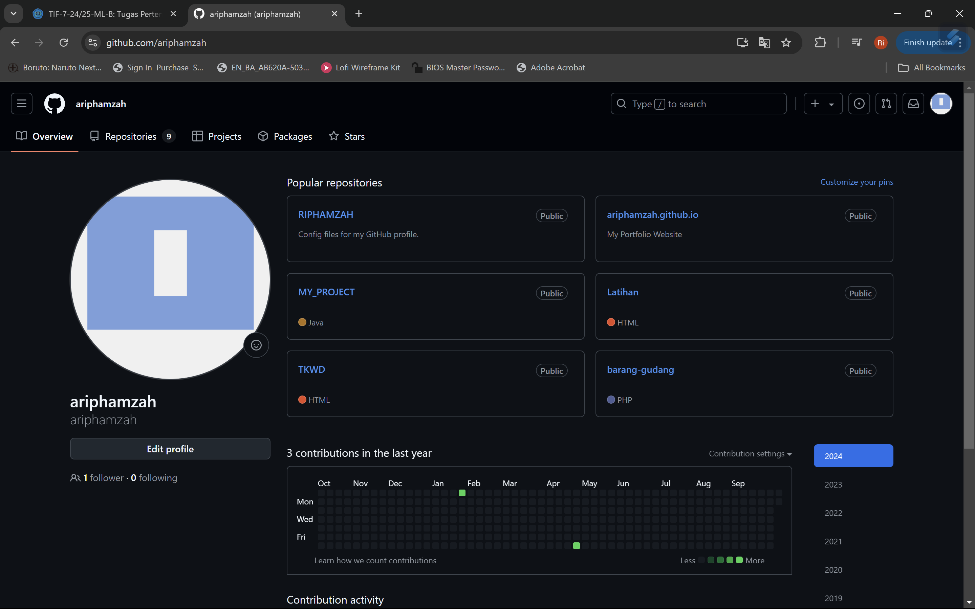 TIF-7-24/25-ML-B: Tugas Perter
ariphamzah (ariphamzah)
github.com/ariphamzah
Finish update
Boruto: Naruto Next...
Sign In_Purchase_S...
EN_BA_AB620A-503...
Lofi Wireframe Kit
BIOS Master Passwo...
Adobe Acrobat
All Bookmarks
ariphamzah
Type / to search
Overview
Repositories 9
Projects
Packages
Stars
Popular repositories
Customize your pins
RIPHAMZAH Public
Config files for my GitHub profile.
ariphamzah.github.io Public
My Portfolio Website
MY_PROJECT Public
Java
Latihan Public
HTML
TKWD Public
HTML
barang-gudang Public
PHP
ariphamzah
ariphamzah
Edit profile
1 follower · 0 following
3 contributions in the last year
Contribution settings
Oct Nov Dec Jan Feb Mar Apr May Jun Jul Aug Sep
Mon
Wed
Fri
Learn how we count contributions
Less More
2024
2023
2022
2021
2020
2019
Contribution activity